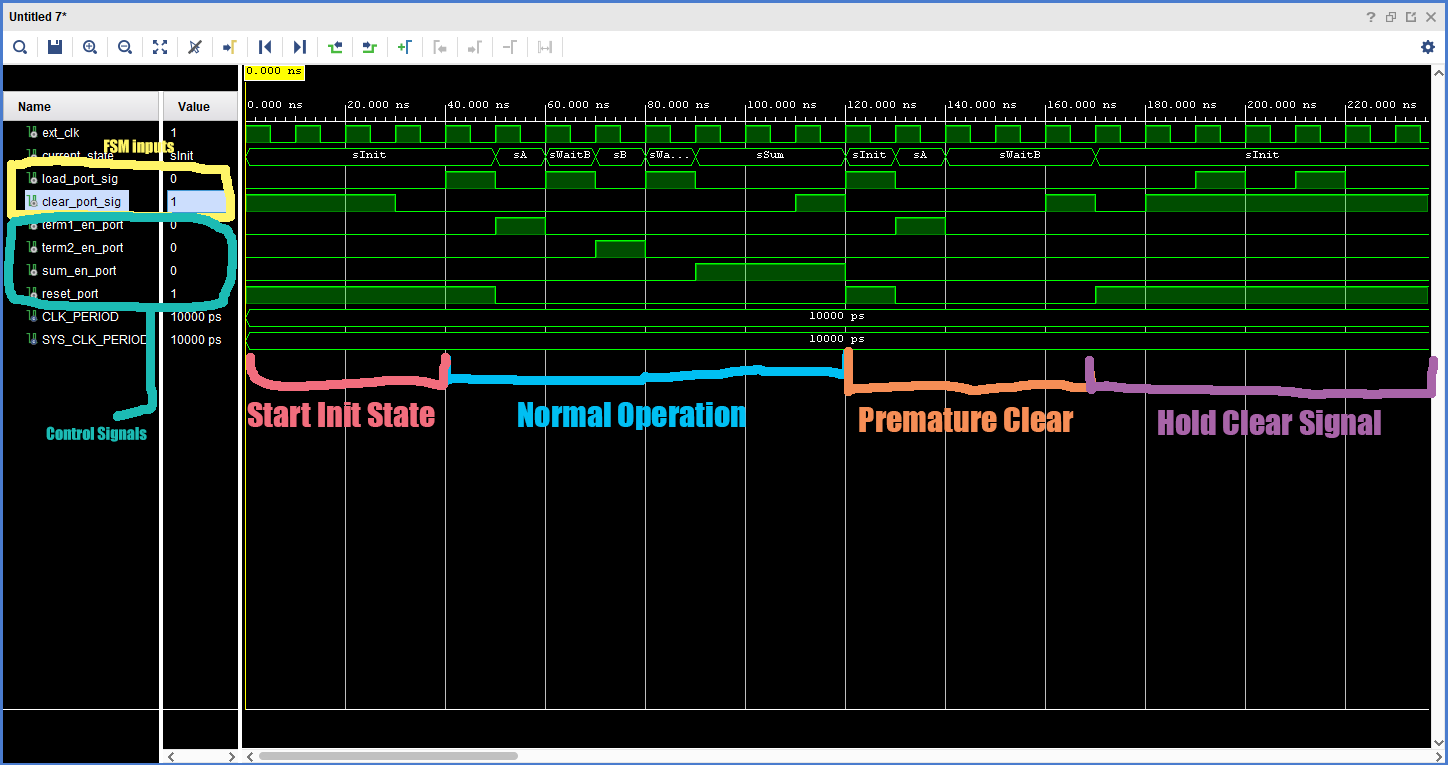 Untitled 7*
0.000 ns
Name Value
0.000 ns 20.000 ns 40.000 ns 60.000 ns 80.000 ns 100.000 ns 120.000 ns 140.000 ns 160.000 ns 180.000 ns 200.000 ns 220.000 ns
ext_clk 1
FSM inputs
current_state sInit sInit sA sWaitB sB sWa... sSum sInit sA sWaitB sInit
load_port_sig 0
clear_port_sig 1
term1_en_port 0
term2_en_port 0
sum_en_port 0
reset_port 1
CLK_PERIOD 10000 ps 10000 ps
SYS_CLK_PERIOD 10000 ps 10000 ps
Start Init State Normal Operation Premature Clear Hold Clear Signal
Control Signals